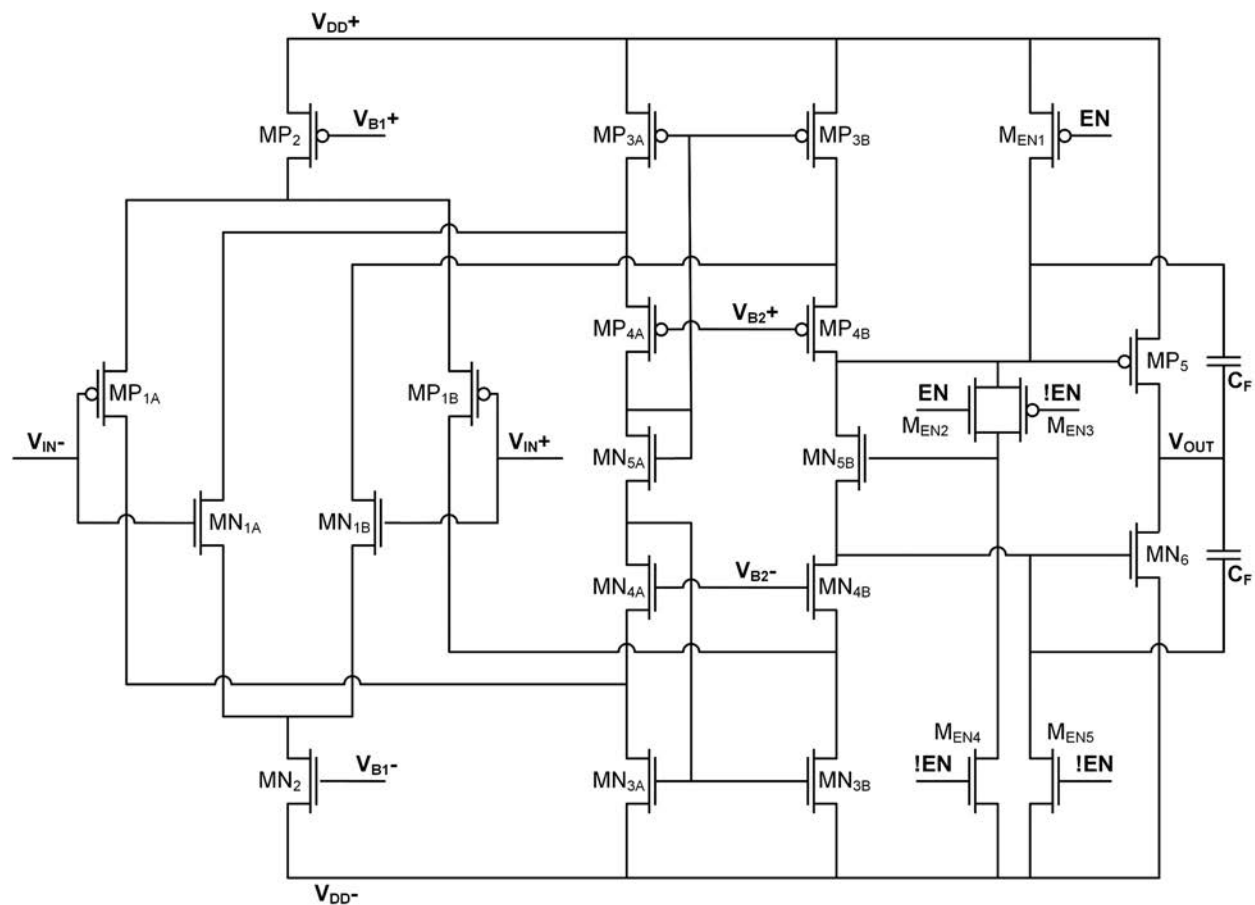 VDD+
MP2
VB1+
MP3A
MP3B
MEN1
EN
MP4A
VB2+
MP4B
MP1A
MP1B
EN
!EN
MP5
CF
MEN2
MEN3
VIN-
VIN+
MN5A
MN5B
VOUT
MN1A
MN1B
MN6
MN4A
VB2-
MN4B
CF
MEN4
MEN5
MN2
VB1-
MN3A
MN3B
!EN
!EN
VDD-